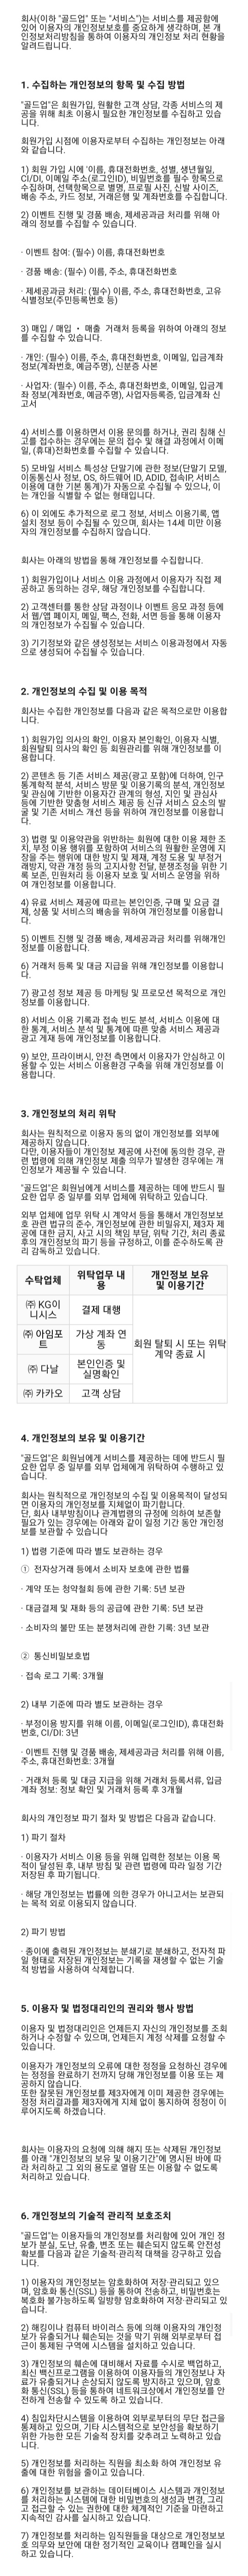 회사(이하 "골드업" 또는 "서비스")는 서비스를 제공함에
있어 이용자의 개인정보보호를 중요하게 생각하며, 본 개
인정보처리방침을 통하여 이용자의 개인정보 처리 현황을
알려드립니다.
1. 수집하는 개인정보의 항목 및 수집 방법
"골드업"은 회원가입, 원활한 고객 상담, 각종 서비스의 제
공을 위해 최초 이용시 필요한 개인정보를 수집하고 있습
니다.
회원가입 시점에 이용자로부터 수집하는 개인정보는 아래
와 같습니다.
1) 회원 가입 시에 '이름, 휴대전화번호, 성별, 생년월일,
CI/DI, 이메일 주소(로그인ID), 비밀번호를 필수 항목으로
수집하며, 선택항목으로 별명, 프로필 사진, 신발 사이즈,
배송 주소, 카드 정보, 거래은행 및 계좌번호를 수집합니다.
2) 이벤트 진행 및 경품 배송, 제세공과금 처리를 위해 아
래의 정보를 수집할 수 있습니다.
· 이벤트 참여: (필수) 이름, 휴대전화번호
· 경품 배송: (필수) 이름, 주소, 휴대전화번호
· 제세공과금 처리: (필수) 이름, 주소, 휴대전화번호, 고유
식별정보(주민등록번호 등)
3) 매입 / 매입 · 매출 거래처 등록을 위하여 아래의 정보
를 수집할 수 있습니다.
· 개인: (필수) 이름, 주소, 휴대전화번호, 이메일, 입금계좌
정보(계좌번호, 예금주명), 신분증 사본
· 사업자: (필수) 이름, 주소, 휴대전화번호, 이메일, 입금계
좌 정보(계좌번호, 예금주명), 사업자등록증, 입금계좌 신
고서
4) 서비스를 이용하면서 이용 문의를 하거나, 권리 침해 신
고를 접수하는 경우에는 문의 접수 및 해결 과정에서 이메
일, (휴대)전화번호를 수집할 수 있습니다.
5) 모바일 서비스 특성상 단말기에 관한 정보(단말기 모델,
이동통신사 정보, OS, 하드웨어 ID, ADID, 접속IP, 서비스
이용에 대한 기본 통계)가 자동으로 수집될 수 있으나, 이
는 개인을 식별할 수 없는 형태입니다.
6) 이 외에도 추가적으로 로그 정보, 서비스 이용기록, 앱
설치 정보 등이 수집될 수 있으며, 회사는 14세 미만 이용
자의 개인정보를 수집하지 않습니다.
회사는 아래의 방법을 통해 개인정보를 수집합니다.
1) 회원가입이나 서비스 이용 과정에서 이용자가 직접 제
공하고 동의하는 경우, 해당 개인정보를 수집합니다.
2) 고객센터를 통한 상담 과정이나 이벤트 응모 과정 등에
서 웹/앱 페이지, 메일, 팩스, 전화, 서면 등을 통해 이용자
의 개인정보가 수집될 수 있습니다.
3) 기기정보와 같은 생성정보는 서비스 이용과정에서 자동
으로 생성되어 수집될 수 있습니다.
2. 개인정보의 수집 및 이용 목적
회사는 수집한 개인정보를 다음과 같은 목적으로만 이용합
니다.
1) 회원가입 의사의 확인, 이용자 본인확인, 이용자 식별,
회원탈퇴 의사의 확인 등 회원관리를 위해 개인정보를 이
용합니다.
2) 콘텐츠 등 기존 서비스 제공(광고 포함)에 더하여, 인구
통계학적 분석, 서비스 방문 및 이용기록의 분석, 개인정보
및 관심에 기반한 이용자간 관계의 형성, 지인 및 관심사
등에 기반한 맞춤형 서비스 제공 등 신규 서비스 요소의 발
굴 및 기존 서비스 개선 등을 위하여 개인정보를 이용합니
다.
3) 법령 및 이용약관을 위반하는 회원에 대한 이용 제한 조
치, 부정 이용 행위를 포함하여 서비스의 원활한 운영에 지
장을 주는 행위에 대한 방지 및 제재, 계정 도용 및 부정거
래방지, 약관 개정 등의 고지사항 전달, 분쟁조정을 위한 기
록 보존, 민원처리 등 이용자 보호 및 서비스 운영을 위하
여 개인정보를 이용합니다.
4) 유료 서비스 제공에 따르는 본인인증, 구매 및 요금 결
제, 상품 및 서비스의 배송을 위하여 개인정보를 이용합니
다.
5) 이벤트 진행 및 경품 배송, 제세공과금 처리를 위해개인
정보를 이용합니다.
6) 거래처 등록 및 대금 지급을 위해 개인정보를 이용합니
다.
7) 광고성 정보 제공 등 마케팅 및 프로모션 목적으로 개인
정보를 이용합니다.
8) 서비스 이용 기록과 접속 빈도 분석, 서비스 이용에 대
한 통계, 서비스 분석 및 통계에 따른 맞춤 서비스 제공과
광고 게재 등에 개인정보를 이용합니다.
9) 보안, 프라이버시, 안전 측면에서 이용자가 안심하고 이
용할 수 있는 서비스 이용환경 구축을 위해 개인정보를 이
용합니다.
3. 개인정보의 처리 위탁
회사는 원칙적으로 이용자 동의 없이 개인정보를 외부에
제공하지 않습니다.
다만, 이용자들이 개인정보 제공에 사전에 동의한 경우, 관
련 법령에 의해 개인정보 제출 의무가 발생한 경우에는 개
인정보가 제공될 수 있습니다.
"골드업"은 회원님에게 서비스를 제공하는 데에 반드시 필
요한 업무 중 일부를 외부 업체에 위탁하고 있습니다.
외부 업체에 업무 위탁 시 계약서 등을 통해서 개인정보보
호 관련 법규의 준수, 개인정보에 관한 비밀유지, 제3자 제
공에 대한 금지, 사고 시의 책임 부담, 위탁 기간, 처리 종료
후의 개인정보의 파기 등을 규정하고, 이를 준수하도록 관
리 감독하고 있습니다.
수탁업체 위탁업무 내용 개인정보 보유 및 이용기간
㈜ KG이니시스 결제 대행 회원 탈퇴 시 또는 위탁 계약 종료 시
㈜ 아임포트 가상 계좌 연동
㈜ 다날 본인인증 및 실명확인
㈜ 카카오 고객 상담
4. 개인정보의 보유 및 이용기간
"골드업"은 회원님에게 서비스를 제공하는 데에 반드시 필
요한 업무 중 일부를 외부 업체에게 위탁하여 수행하고 있
습니다.
회사는 원칙적으로 개인정보의 수집 및 이용목적이 달성되
면 이용자의 개인정보를 지체없이 파기합니다.
단, 회사 내부방침이나 관계법령의 규정에 의하여 보존할
필요가 있는 경우에는 아래와 같이 일정 기간 동안 개인정
보를 보관할 수 있습니다
1) 법령 기준에 따라 별도 보관하는 경우
① 전자상거래 등에서 소비자 보호에 관한 법률
· 계약 또는 청약철회 등에 관한 기록: 5년 보관
· 대금결제 및 재화 등의 공급에 관한 기록: 5년 보관
· 소비자의 불만 또는 분쟁처리에 관한 기록: 3년 보관
② 통신비밀보호법
· 접속 로그 기록: 3개월
2) 내부 기준에 따라 별도 보관하는 경우
· 부정이용 방지를 위해 이름, 이메일(로그인ID), 휴대전화
번호, CI/DI: 3년
· 이벤트 진행 및 경품 배송, 제세공과금 처리를 위해 이름,
주소, 휴대전화번호: 3개월
· 거래처 등록 및 대금 지급을 위해 거래처 등록서류, 입금
계좌 정보: 정보 확인 및 거래처 등록 후 3개월
회사의 개인정보 파기 절차 및 방법은 다음과 같습니다.
1) 파기 절차
· 이용자가 서비스 이용 등을 위해 입력한 정보는 이용 목
적이 달성된 후, 내부 방침 및 관련 법령에 따라 일정 기간
저장된 후 파기됩니다.
· 해당 개인정보는 법률에 의한 경우가 아니고서는 보관되
는 목적 외로 이용되지 않습니다.
2) 파기 방법
· 종이에 출력된 개인정보는 분쇄기로 분쇄하고, 전자적 파
일 형태로 저장된 개인정보는 기록을 재생할 수 없는 기술
적 방법을 사용하여 삭제합니다.
5. 이용자 및 법정대리인의 권리와 행사 방법
이용자 및 법정대리인은 언제든지 자신의 개인정보를 조회
하거나 수정할 수 있으며, 언제든지 계정 삭제를 요청할 수
있습니다.
이용자가 개인정보의 오류에 대한 정정을 요청하신 경우에
는 정정을 완료하기 전까지 당해 개인정보를 이용 또는 제
공하지 않습니다.
또한 잘못된 개인정보를 제3자에게 이미 제공한 경우에는
정정 처리결과를 제3자에게 지체 없이 통지하여 정정이 이
루어지도록 하겠습니다.
회사는 이용자의 요청에 의해 해지 또는 삭제된 개인정보
를 아래 "개인정보의 보유 및 이용기간"에 명시된 바에 따
라 처리하고 그 외의 용도로 열람 또는 이용할 수 없도록
처리하고 있습니다.
6. 개인정보의 기술적 관리적 보호조치
"골드업"는 이용자들의 개인정보를 처리함에 있어 개인 정
보가 분실, 도난, 유출, 변조 또는 훼손되지 않도록 안전성
확보를 다음과 같은 기술적·관리적 대책을 강구하고 있습
니다.
1) 이용자의 개인정보는 암호화하여 저장·관리되고 있으
며, 암호화 통신(SSL) 등을 통하여 전송하고, 비밀번호는
복호화 불가능하도록 일방향 암호화하여 저장·관리되고 있
습니다.
2) 해킹이나 컴퓨터 바이러스 등에 의해 이용자의 개인정
보가 유출되거나 훼손되는 것을 막기 위해 외부로부터 접
근이 통제된 구역에 시스템을 설치하고 있습니다.
3) 개인정보의 훼손에 대비해서 자료를 수시로 백업하고,
최신 백신프로그램을 이용하여 이용자들의 개인정보나 자
료가 유출되거나 손상되지 않도록 방지하고 있으며, 암호
화 통신(SSL) 등을 통하여 네트워크상에서 개인정보를 안
전하게 전송할 수 있도록 하고 있습니다.
4) 침입차단시스템을 이용하여 외부로부터의 무단 접근을
통제하고 있으며, 기타 시스템적으로 보안성을 확보하기
위한 가능한 모든 기술적 장치를 갖추려고 노력하고 있습
니다.
5) 개인정보를 처리하는 직원을 최소화 하여 개인정보 유
출에 대한 위험을 줄이고 있습니다.
6) 개인정보를 보관하는 데이터베이스 시스템과 개인정보
를 처리하는 시스템에 대한 비밀번호의 생성과 변경, 그리
고 접근할 수 있는 권한에 대한 체계적인 기준을 마련하고
지속적인 감사를 실시하고 있습니다.
7) 개인정보를 처리하는 임직원들을 대상으로 개인정보보
호 의무와 보안에 대한 정기적인 교육이나 캠페인을 실시
하고 있습니다.